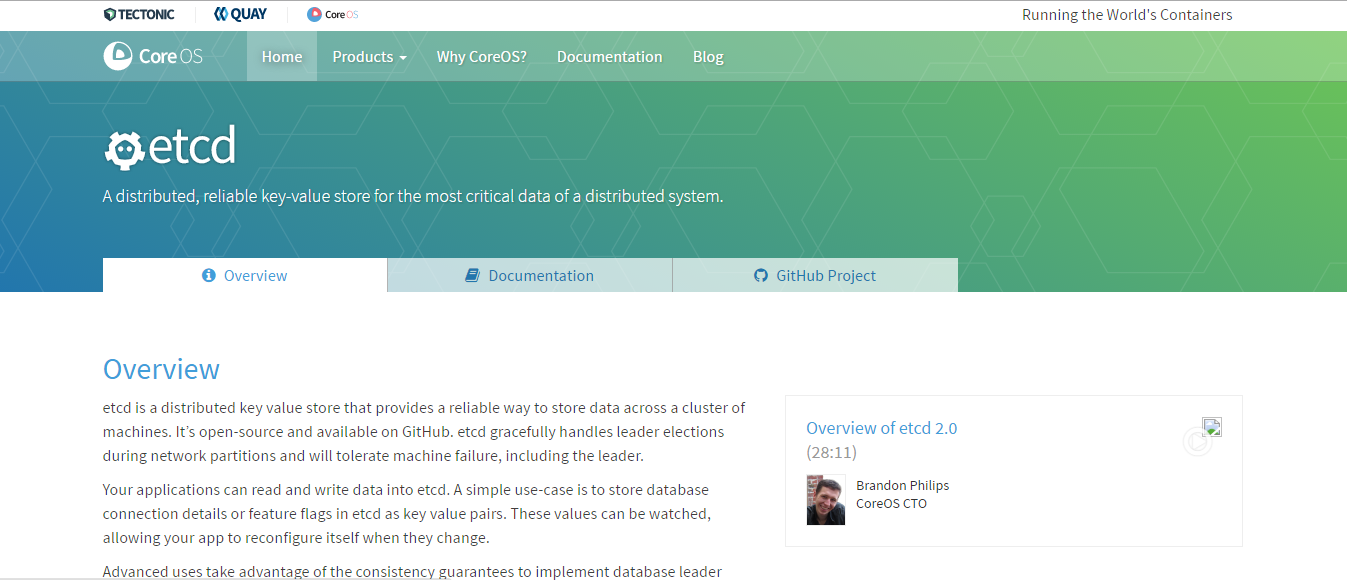 TECTONIC QUAY CoreOS Running the World's Containers
CoreOS Home Products Why CoreOS? Documentation Blog
etcd
A distributed, reliable key-value store for the most critical data of a distributed system.
Overview Documentation GitHub Project
Overview
etcd is a distributed key value store that provides a reliable way to store data across a cluster of
machines. It’s open-source and available on GitHub. etcd gracefully handles leader elections
during network partitions and will tolerate machine failure, including the leader.
Your applications can read and write data into etcd. A simple use-case is to store database
connection details or feature flags in etcd as key value pairs. These values can be watched,
allowing your app to reconfigure itself when they change.
Advanced uses take advantage of the consistency guarantees to implement database leader
Overview of etcd 2.0
(28:11)
Brandon Philips
CoreOS CTO